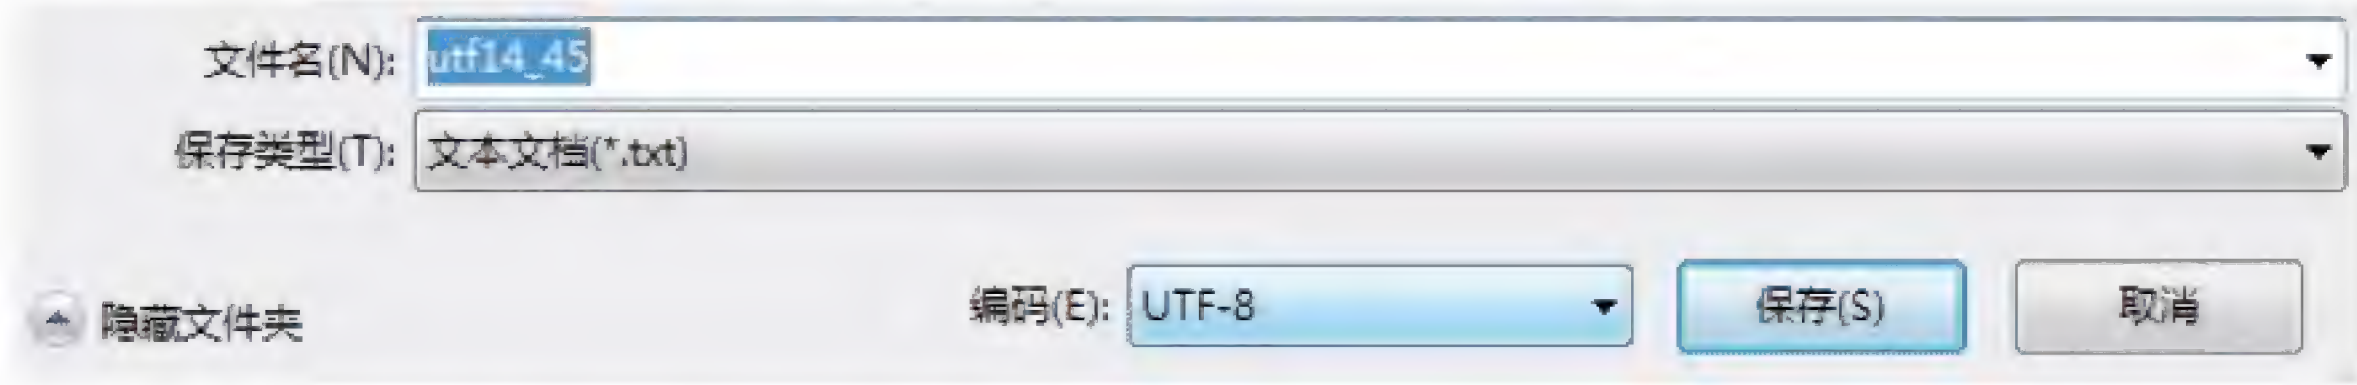 文件名(N): utf14_45
保存类型(T): 文本文档(*.txt)
隐藏文件夹 编码(E): UTF-8 保存(S) 取消